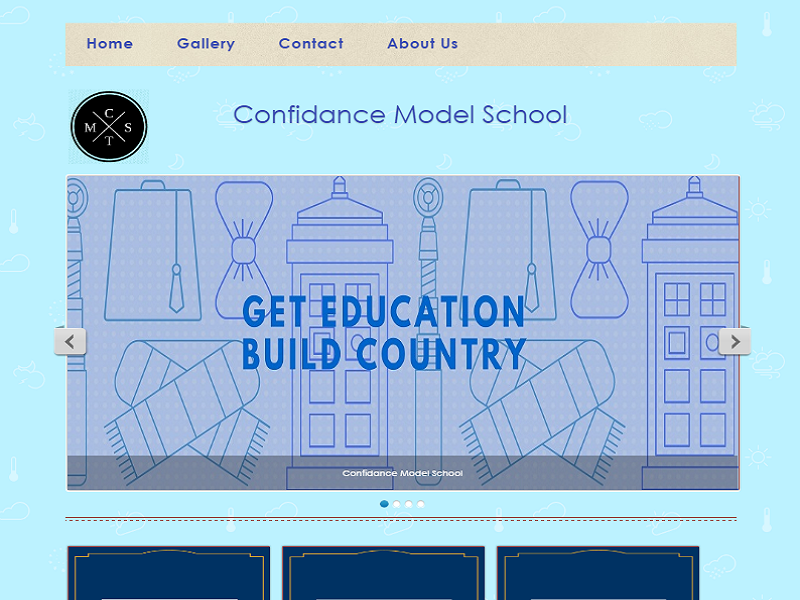 Home Gallery Contact About Us
C
M S
T
Confidance Model School
GET EDUCATION
BUILD COUNTRY
Confidance Model School